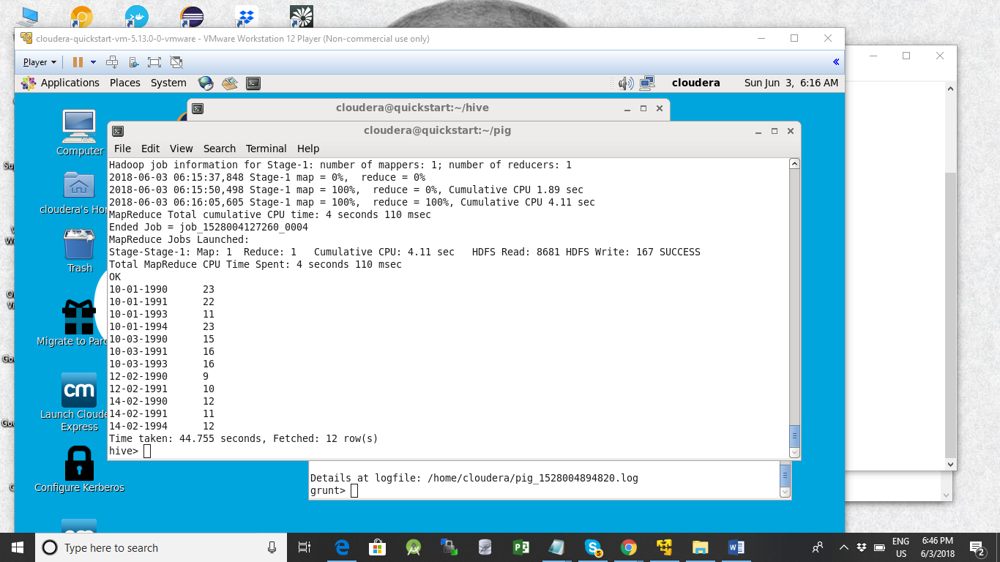 cloudera-quickstart-vm-5.13.0-0-vmware - VMware Workstation 12 Player (Non-commercial use only)
Player
Applications Places System
cloudera Sun Jun 3, 6:16 AM
cloudera@quickstart:~/hive
cloudera@quickstart:~/pig
File Edit View Search Terminal Help
Hadoop job information for Stage-1: number of mappers: 1; number of reducers: 1
2018-06-03 06:15:37,848 Stage-1 map = 0%,  reduce = 0%
2018-06-03 06:15:50,498 Stage-1 map = 100%,  reduce = 0%, Cumulative CPU 1.89 sec
2018-06-03 06:16:05,605 Stage-1 map = 100%,  reduce = 100%, Cumulative CPU 4.11 sec
MapReduce Total cumulative CPU time: 4 seconds 110 msec
Ended Job = job_1528004127260_0004
MapReduce Jobs Launched:
Stage-Stage-1: Map: 1  Reduce: 1   Cumulative CPU: 4.11 sec   HDFS Read: 8681 HDFS Write: 167 SUCCESS
Total MapReduce CPU Time Spent: 4 seconds 110 msec
OK
10-01-1990	23
10-01-1991	22
10-01-1993	11
10-01-1994	23
10-03-1990	15
10-03-1991	16
10-03-1993	16
12-02-1990	9
12-02-1991	10
14-02-1990	12
14-02-1991	11
14-02-1994	12
Time taken: 44.755 seconds, Fetched: 12 row(s)
hive>
Details at logfile: /home/cloudera/pig_1528004894820.log
grunt>
Computer
cloudera's Ho
Trash
Migrate to Parc
cm
Launch Cloude
Express
Configure Kerberos
Type here to search
ENG
US
6:46 PM
6/3/2018
5
2